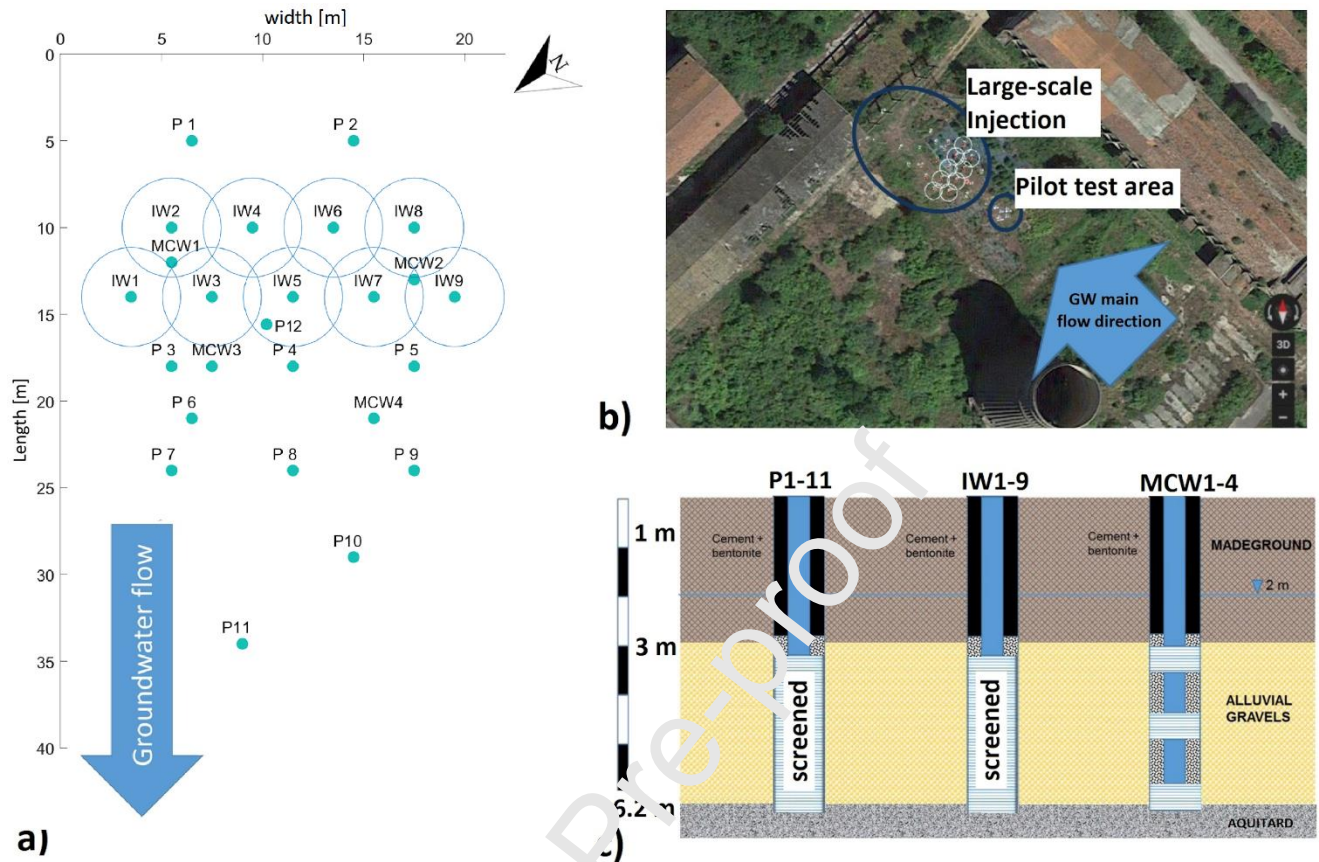 width [m]
0 5 10 15 20
0
5
10
15
20
25
30
35
40
Length [m]
N
P 1
P 2
IW2
IW4
IW6
IW8
MCW1
MCW2
IW1
IW3
IW5
IW7
IW9
P12
P 3
MCW3
P 4
P 5
P 6
MCW4
P 7
P 8
P 9
P10
P11
Groundwater flow
a)
Large-scale
Injection
Pilot test area
GW main
flow direction
3D
+
−
b)
P1-11
IW1-9
MCW1-4
1 m
3 m
6.2 m
Cement +
bentonite
Cement +
bentonite
Cement +
bentonite
MADEGROUND
2 m
screened
screened
ALLUVIAL
GRAVELS
AQUITARD
Pre-proof